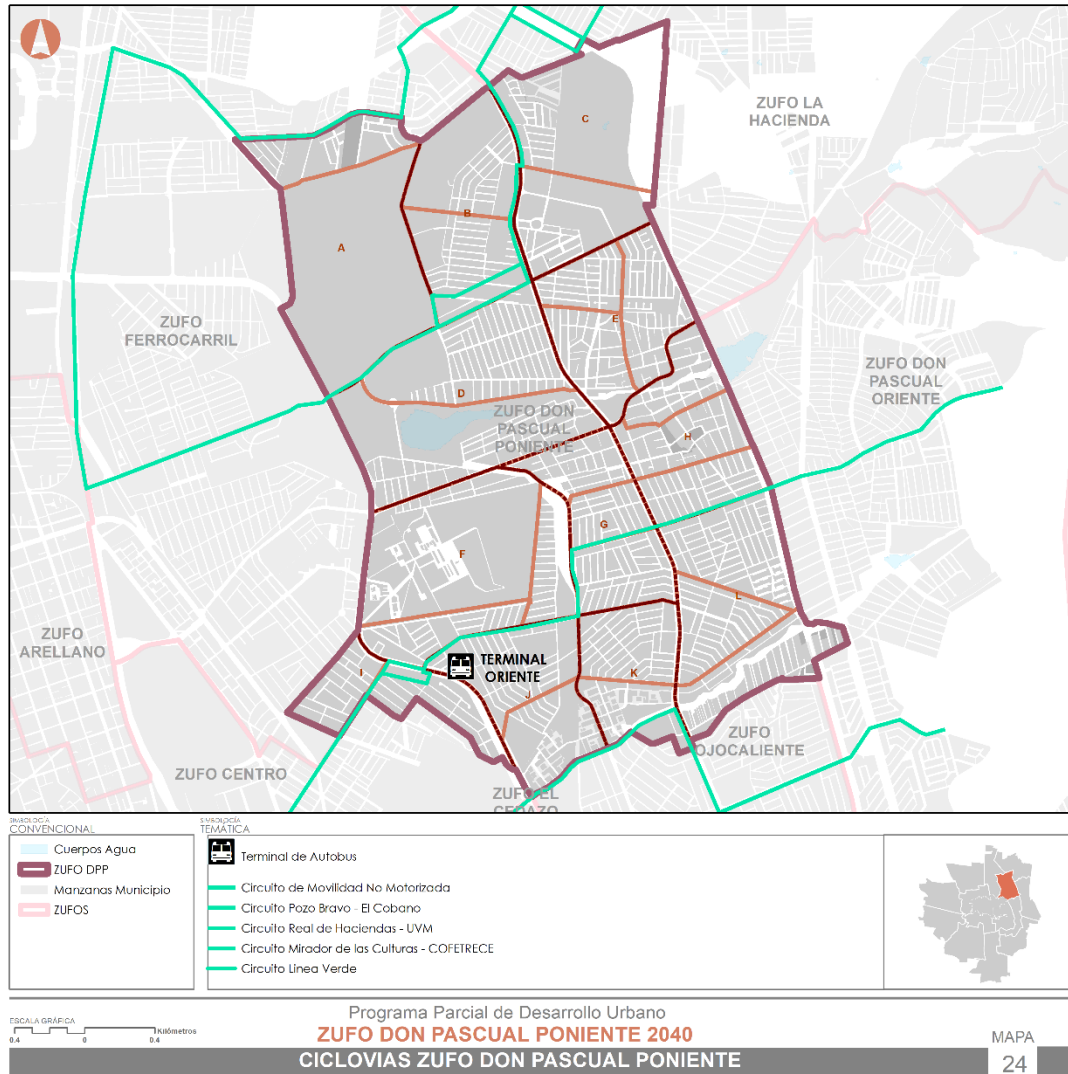 C
ZUFO LA
HACIENDA
B
A
ZUFO
FERROCARRIL
E
ZUFO DON
PASCUAL
ORIENTE
D
ZUFO DON
PASCUAL
PONIENTE
H
G
F
L
ZUFO
ARELLANO
TERMINAL
ORIENTE
I
K
J
ZUFO
OJOCALIENTE
ZUFO CENTRO
ZUFO EL
CEDAZO
SIMBOLOGÍA
CONVENCIONAL
Cuerpos Agua
ZUFO DPP
Manzanas Municipio
ZUFOS
SIMBOLOGÍA
TEMÁTICA
Terminal de Autobus
Circuito de Movilidad No Motorizada
Circuito Pozo Bravo - El Cobano
Circuito Real de Haciendas - UVM
Circuito Mirador de las Culturas - COFETRECE
Circuito Linea Verde
ESCALA GRÁFICA
Kilómetros
0.4 0 0.4
Programa Parcial de Desarrollo Urbano
ZUFO DON PASCUAL PONIENTE 2040
CICLOVIAS ZUFO DON PASCUAL PONIENTE
MAPA
24